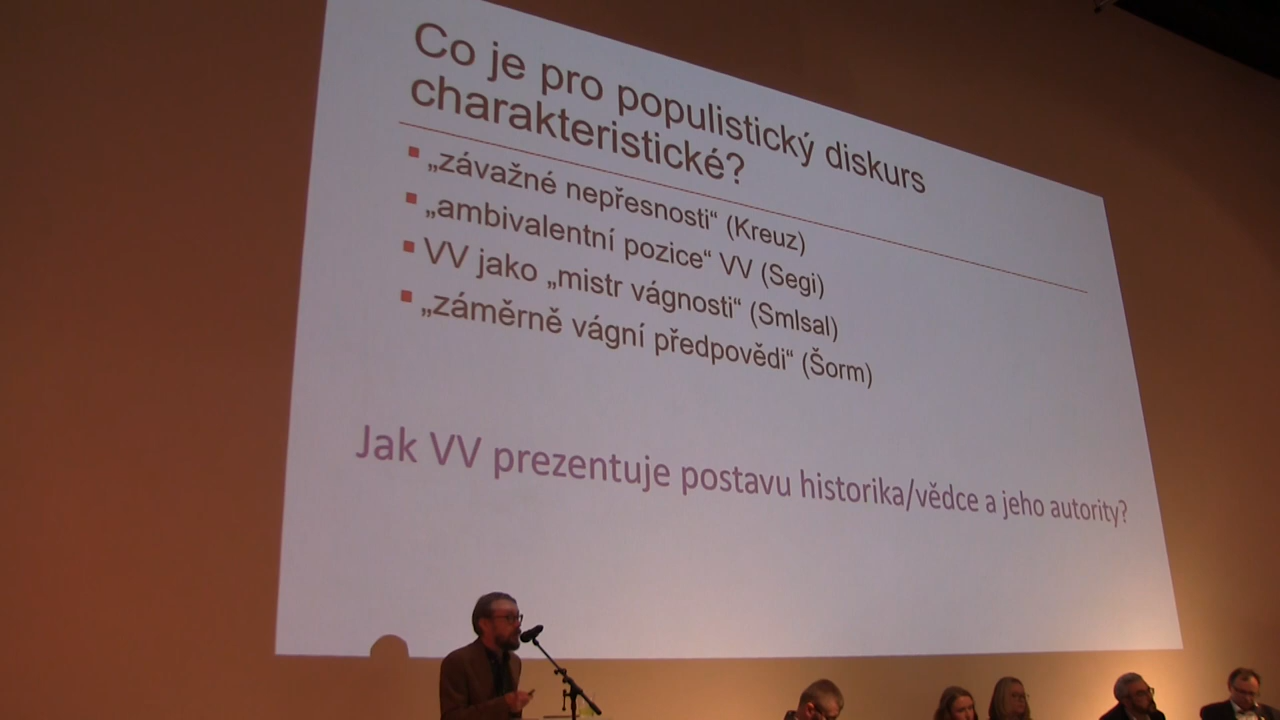 Co je pro populistický diskurs
charakteristické?
„závažné nepřesnosti“ (Kreuz)
„ambivalentní pozice“ VV (Segi)
VV jako „mistr vágnosti“ (Smlsal)
„záměrně vágní předpovědi“ (Šorm)
Jak VV prezentuje postavu historika/vědce a jeho autority?